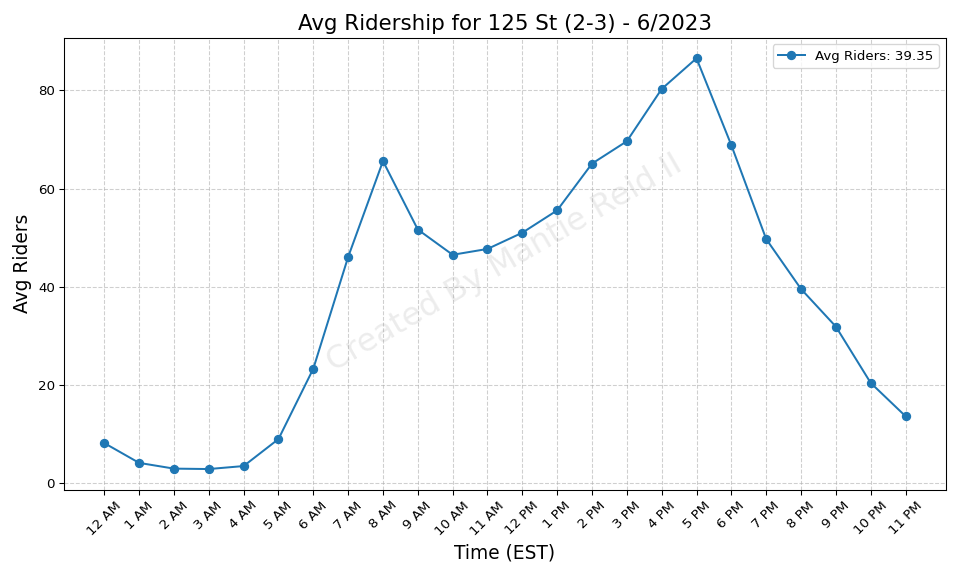 Avg Ridership for 125 St (2-3) - 6/2023
Avg Riders: 39.35
80
60
40
20
0
Avg Riders
Created By Mantie Reid II
12 AM
1 AM
2 AM
3 AM
4 AM
5 AM
6 AM
7 AM
8 AM
9 AM
10 AM
11 AM
12 PM
1 PM
2 PM
3 PM
4 PM
5 PM
6 PM
7 PM
8 PM
9 PM
10 PM
11 PM
Time (EST)